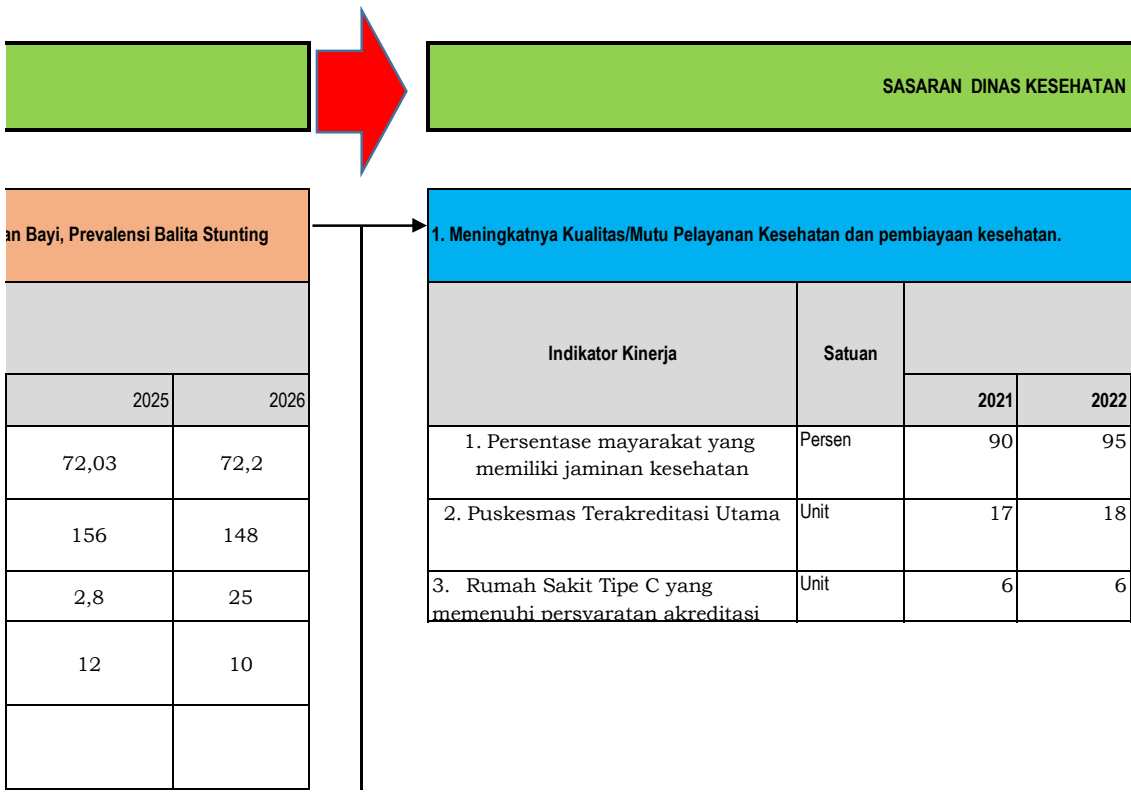 SASARAN DINAS KESEHATAN
an Bayi, Prevalensi Balita Stunting
2025 2026
72,03 72,2
156 148
2,8 25
12 10
1. Meningkatnya Kualitas/Mutu Pelayanan Kesehatan dan pembiayaan kesehatan.
Indikator Kinerja Satuan
2021 2022
1. Persentase mayarakat yang Persen 90 95
memiliki jaminan kesehatan
2. Puskesmas Terakreditasi Utama Unit 17 18
3. Rumah Sakit Tipe C yang Unit 6 6
memenuhi persyaratan akreditasi